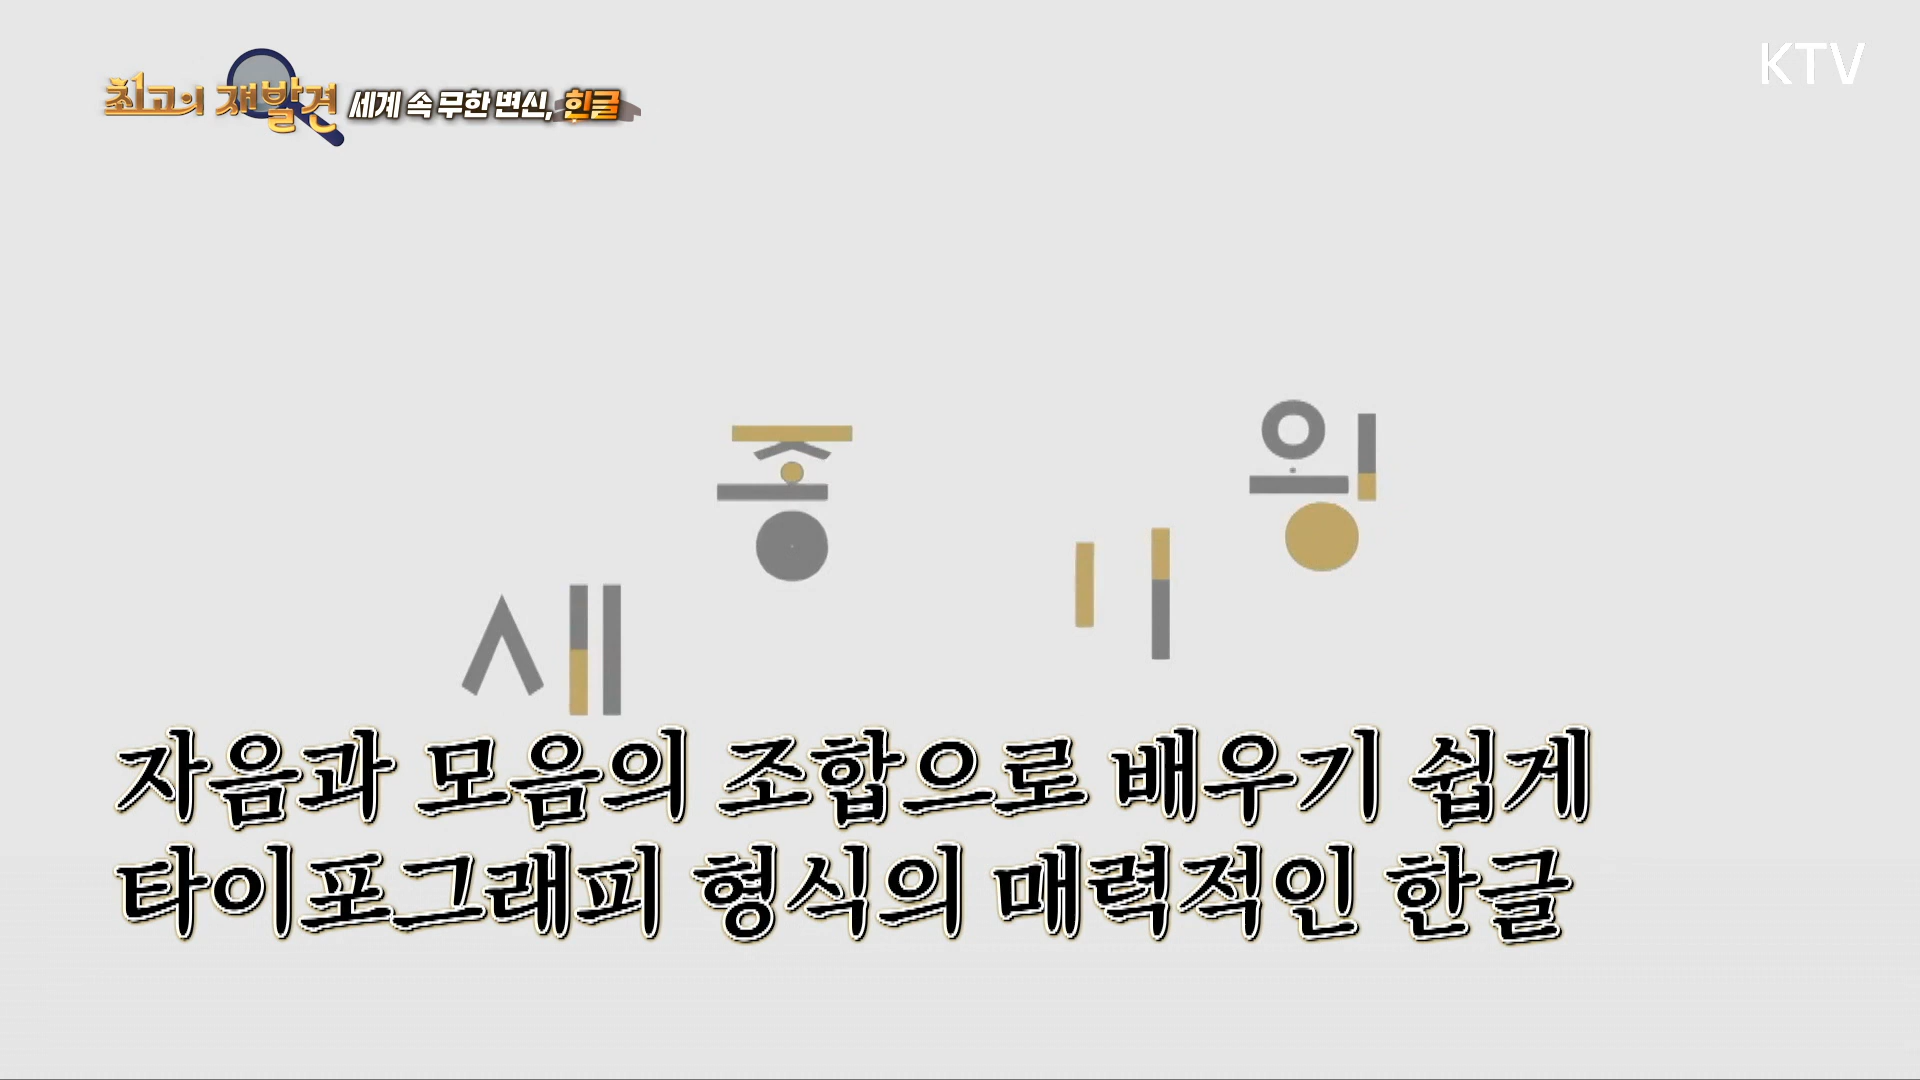 최고의 재발견 세계 속 무한 변신, 한글
KTV
세종 왕
자음과 모음의 조합으로 배우기 쉽게
타이포그래피 형식의 매력적인 한글